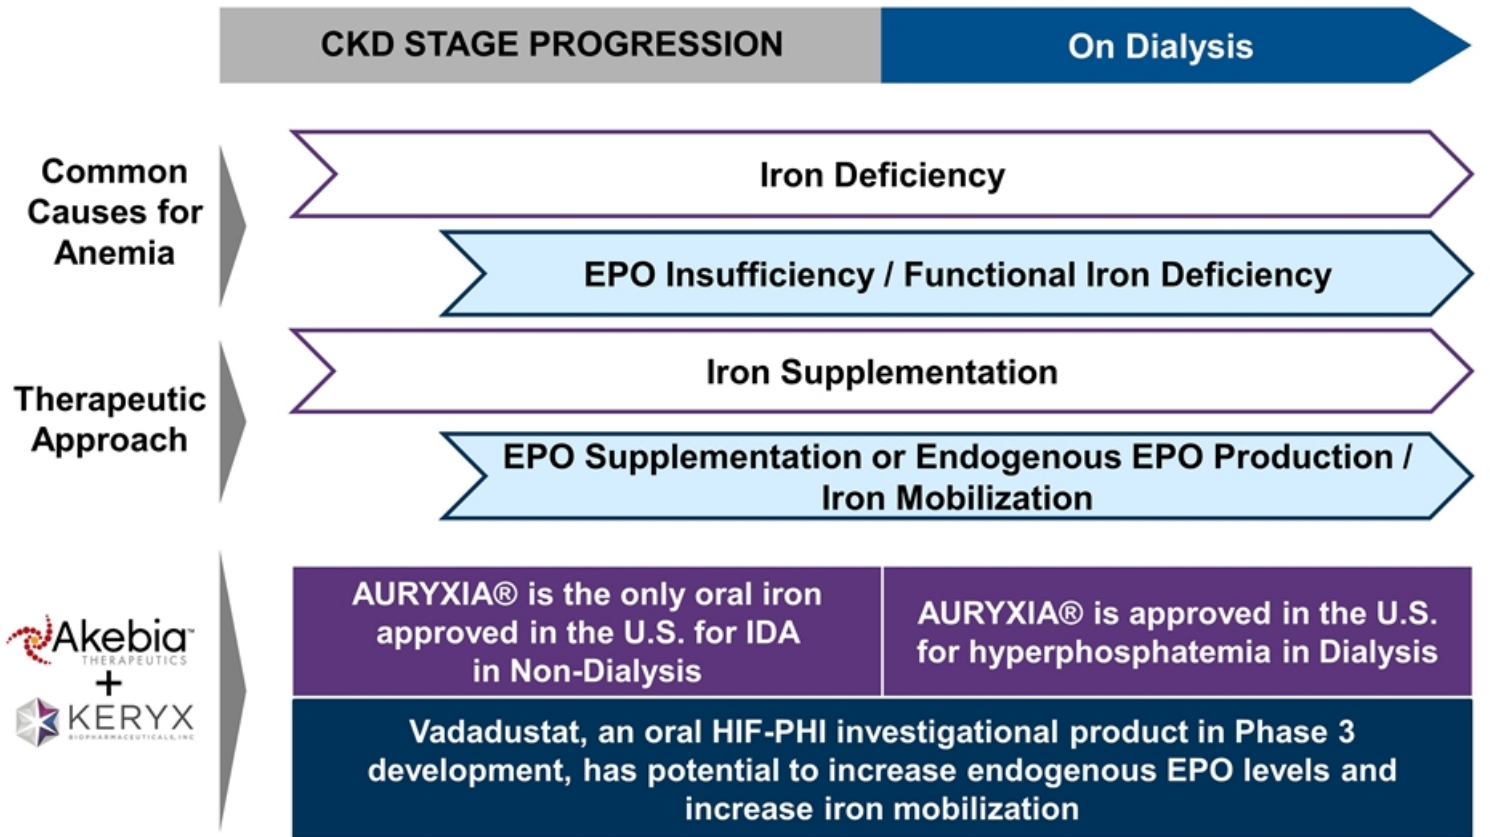 CKD STAGE PROGRESSION
On Dialysis
Common
Causes for
Anemia
Iron Deficiency
EPO Insufficiency / Functional Iron Deficiency
Therapeutic
Approach
Iron Supplementation
EPO Supplementation or Endogenous EPO Production /
Iron Mobilization
Akebia™
THERAPEUTICS
+
KERYX
BIOPHARMACEUTICALS, INC
AURYXIA® is the only oral iron
approved in the U.S. for IDA
in Non-Dialysis
AURYXIA® is approved in the U.S.
for hyperphosphatemia in Dialysis
Vadadustat, an oral HIF-PHI investigational product in Phase 3
development, has potential to increase endogenous EPO levels and
increase iron mobilization